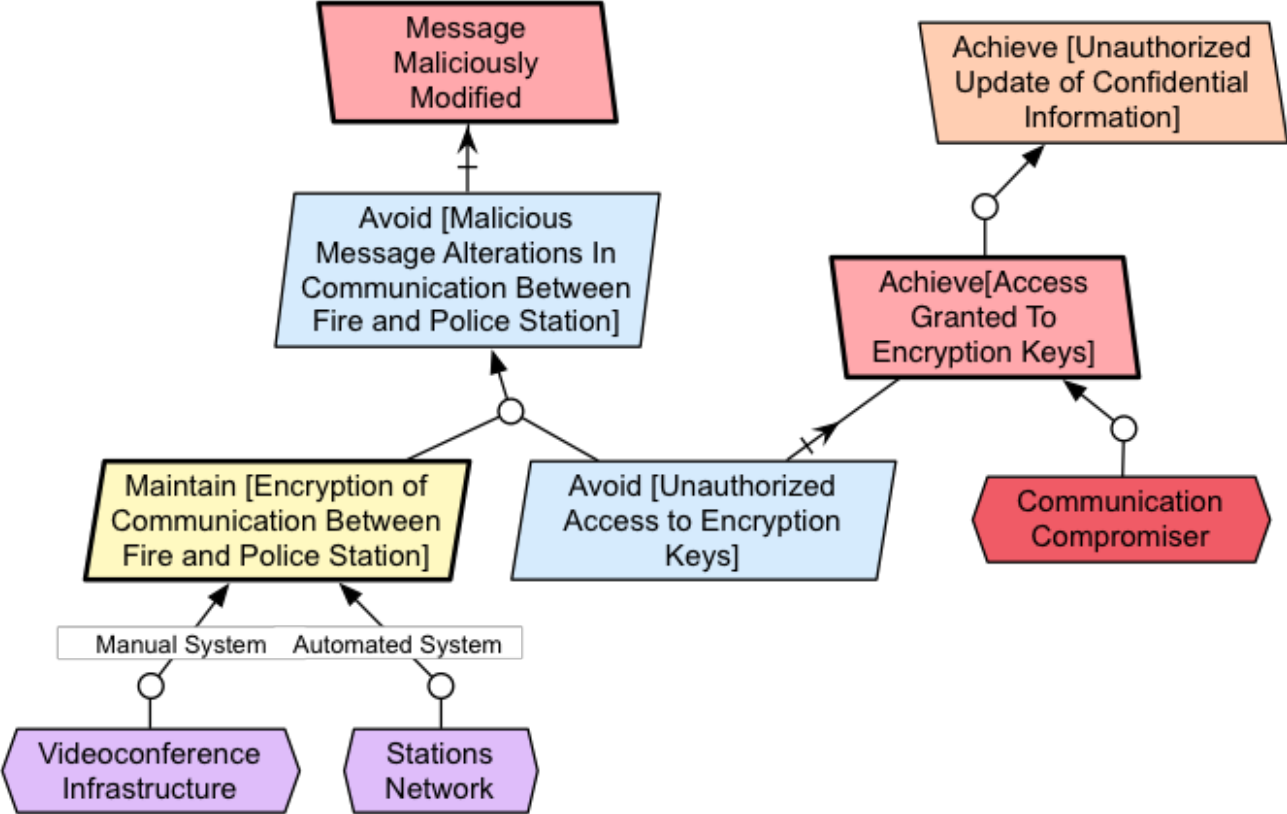 Message
Maliciously
Modified
Achieve [Unauthorized
Update of Confidential
Information]
Avoid [Malicious
Message Alterations In
Communication Between
Fire and Police Station]
Achieve[Access
Granted To
Encryption Keys]
Maintain [Encryption of
Communication Between
Fire and Police Station]
Avoid [Unauthorized
Access to Encryption
Keys]
Communication
Compromiser
Manual System
Automated System
Videoconference
Infrastructure
Stations
Network